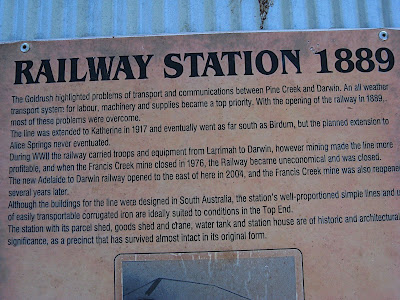 RAILWAY STATION 1889
The Goldrush highlighted problems of transport and communications between Pine Creek and Darwin. An all weather
transport system for labour, machinery and supplies became a top priority. With the opening of the railway in 1889,
most of these problems were overcome.
The line was extended to Katherine in 1917 and eventually went as far south as Birdum, but the planned extension to
Alice Springs never eventuated.
During WWII the railway carried troops and equipment from Larrimah to Darwin, however mining made the line more
profitable, and when the Francis Creek mine closed in 1976, the Railway became uneconomical and was closed.
The new Adelaide to Darwin railway opened to the east of here in 2004, and the Francis Creek mine was also reopened
several years later.
Although the buildings for the line were designed in South Australia, the station's well-proportioned simple lines and
of easily transportable corrugated iron are ideally suited to conditions in the Top End.
The station with its parcel shed, goods shed and crane, water tank and station house are of historic and architectural
significance, as a precinct that has survived almost intact in its original form.